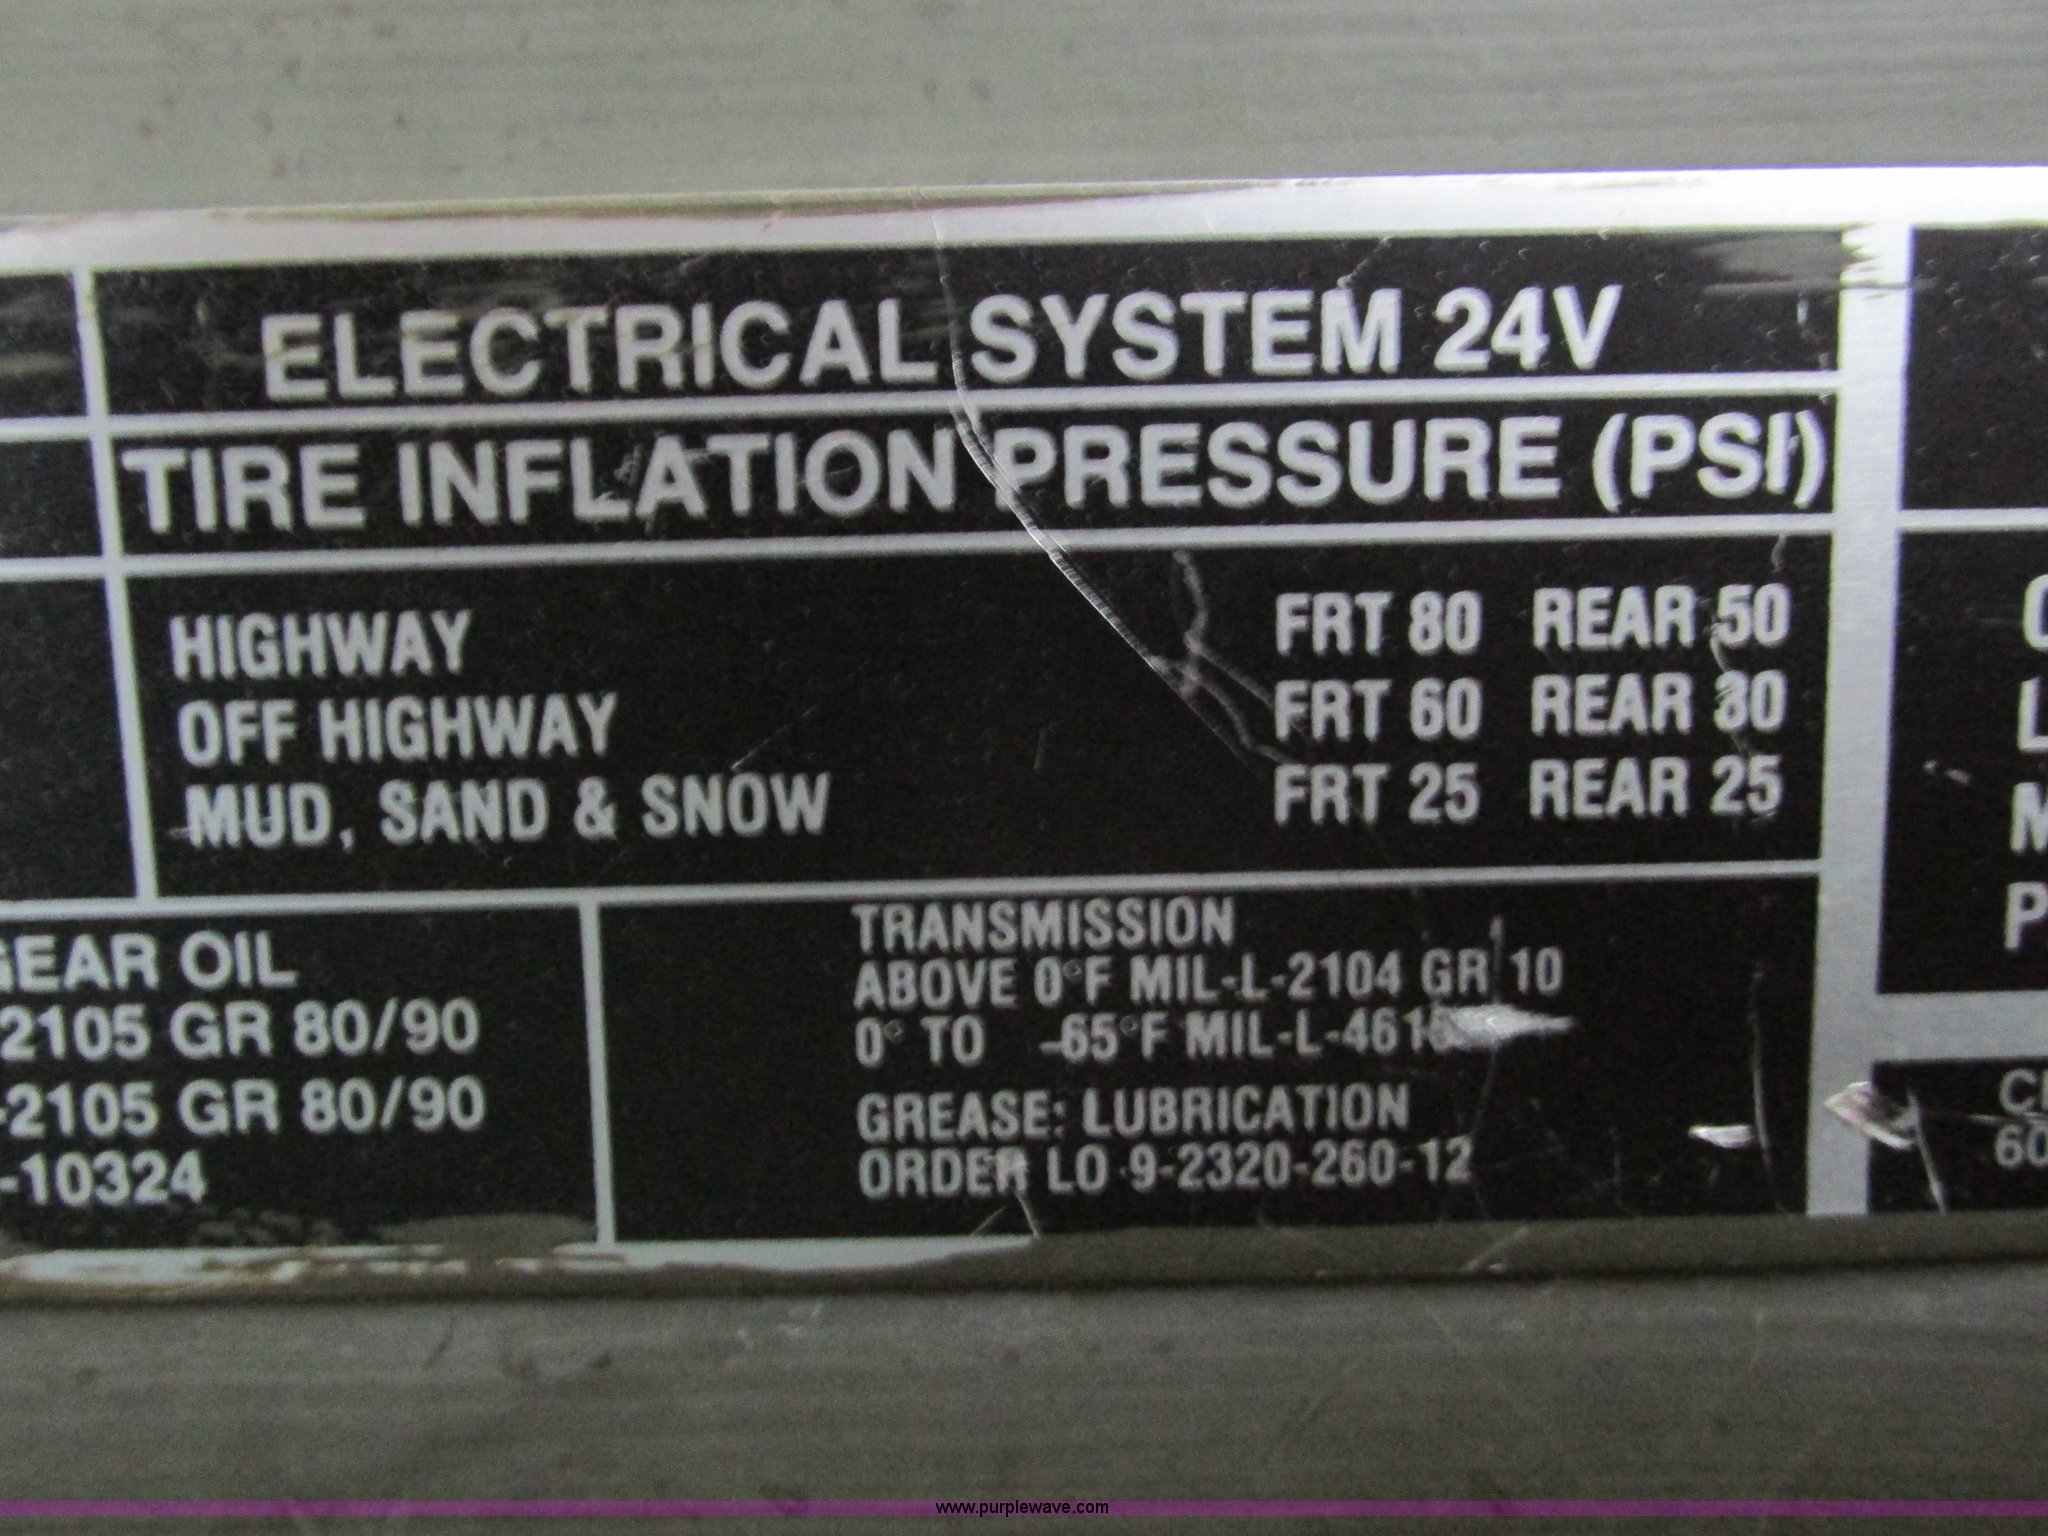 ELECTRICAL SYSTEM 24V
TIRE INFLATION PRESSURE (PSI)
HIGHWAY FRT 80 REAR 50
OFF HIGHWAY FRT 60 REAR 30
MUD, SAND & SNOW FRT 25 REAR 25
GEAR OIL
-2105 GR 80/90
-2105 GR 80/90
-10324
TRANSMISSION
ABOVE 0°F MIL-L-2104 GR 10
0° TO -65°F
GREASE: LUBRICATION
ORDER LO 9-2320-260-12
www.purplewave.com